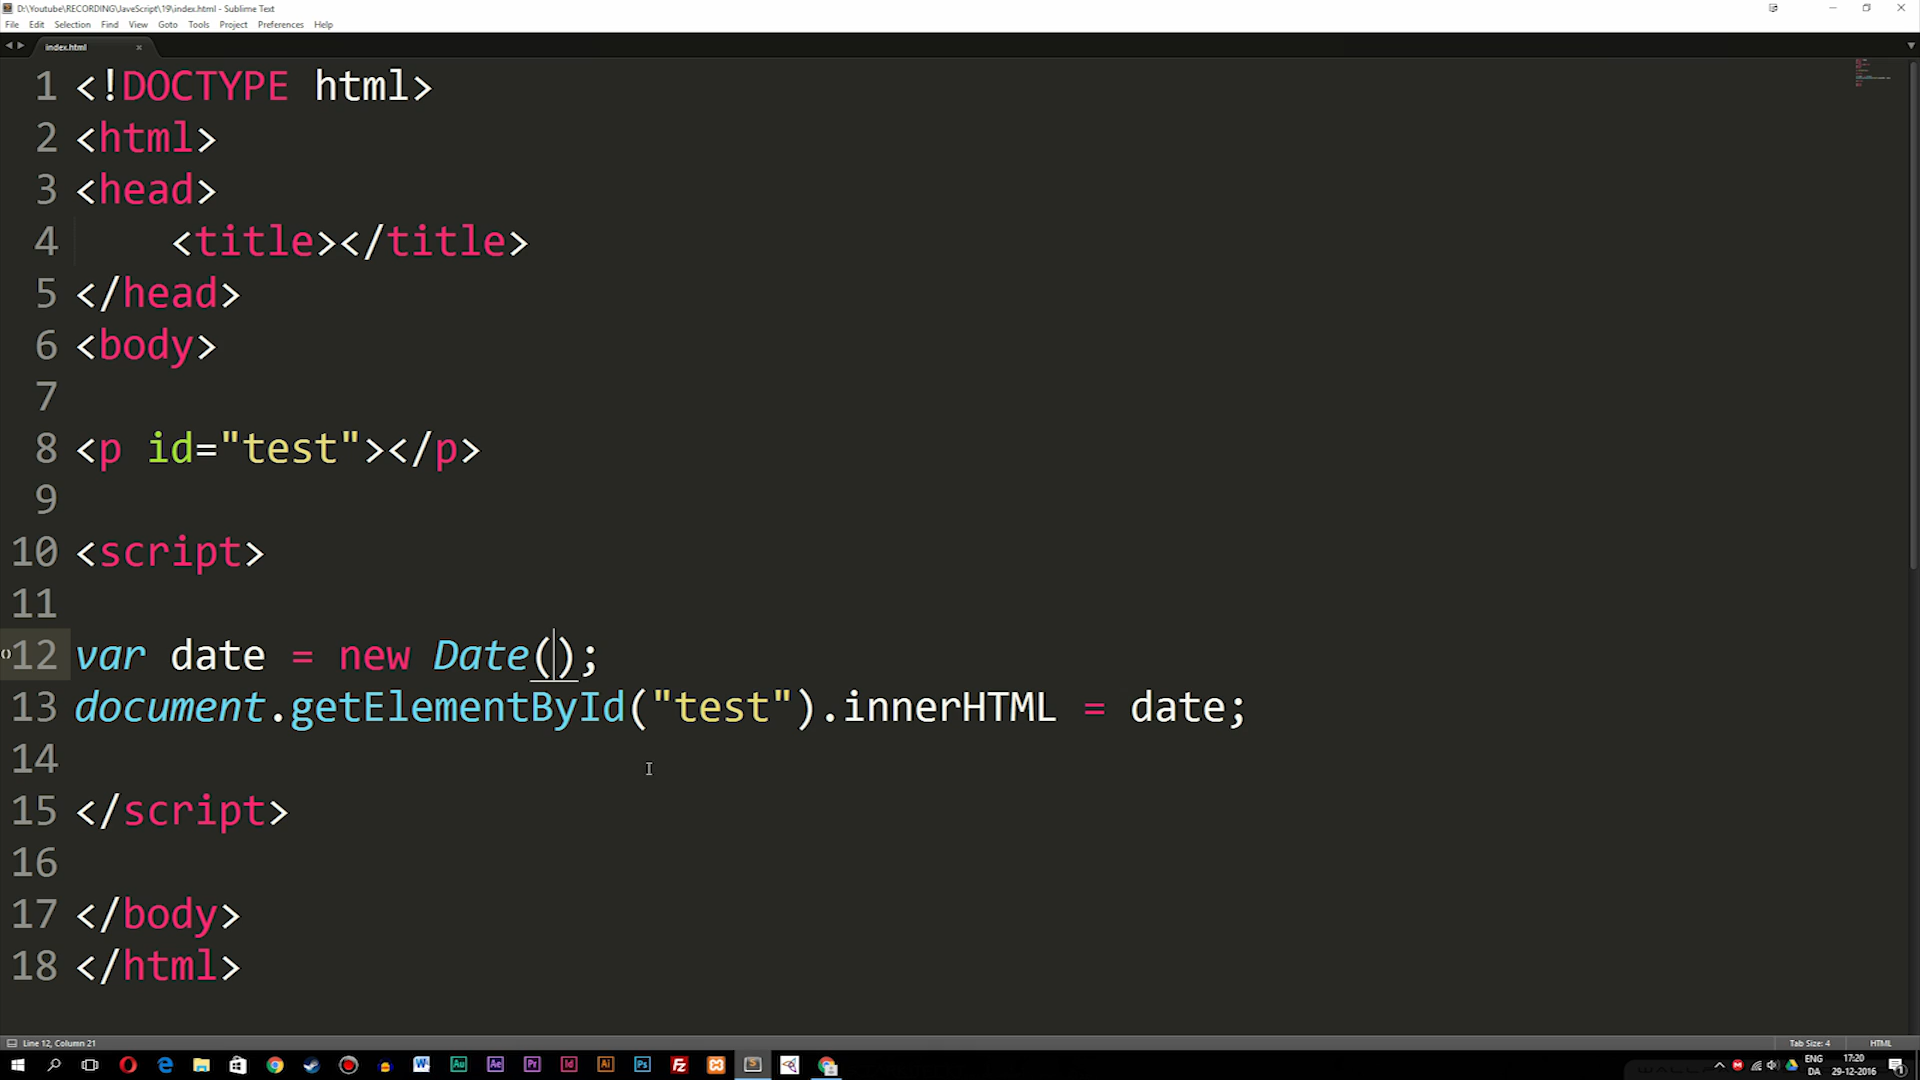 D:\Youtube\RECORDING\JaveScript\19\index.html - Sublime Text
File Edit Selection Find View Goto Tools Project Preferences Help
index.html
1 <!DOCTYPE html>
2 <html>
3 <head>
4 <title></title>
5 </head>
6 <body>
7
8 <p id="test"></p>
9
10 <script>
11
12 var date = new Date();
13 document.getElementById("test").innerHTML = date;
14
15 </script>
16
17 </body>
18 </html>
Line 12, Column 21 Tab Size: 4 HTML
ENG 17:20
DA 29-12-2016